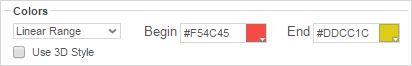 Colors
Linear Range Begin #F54C45 End #DDCC1C
Use 3D Style